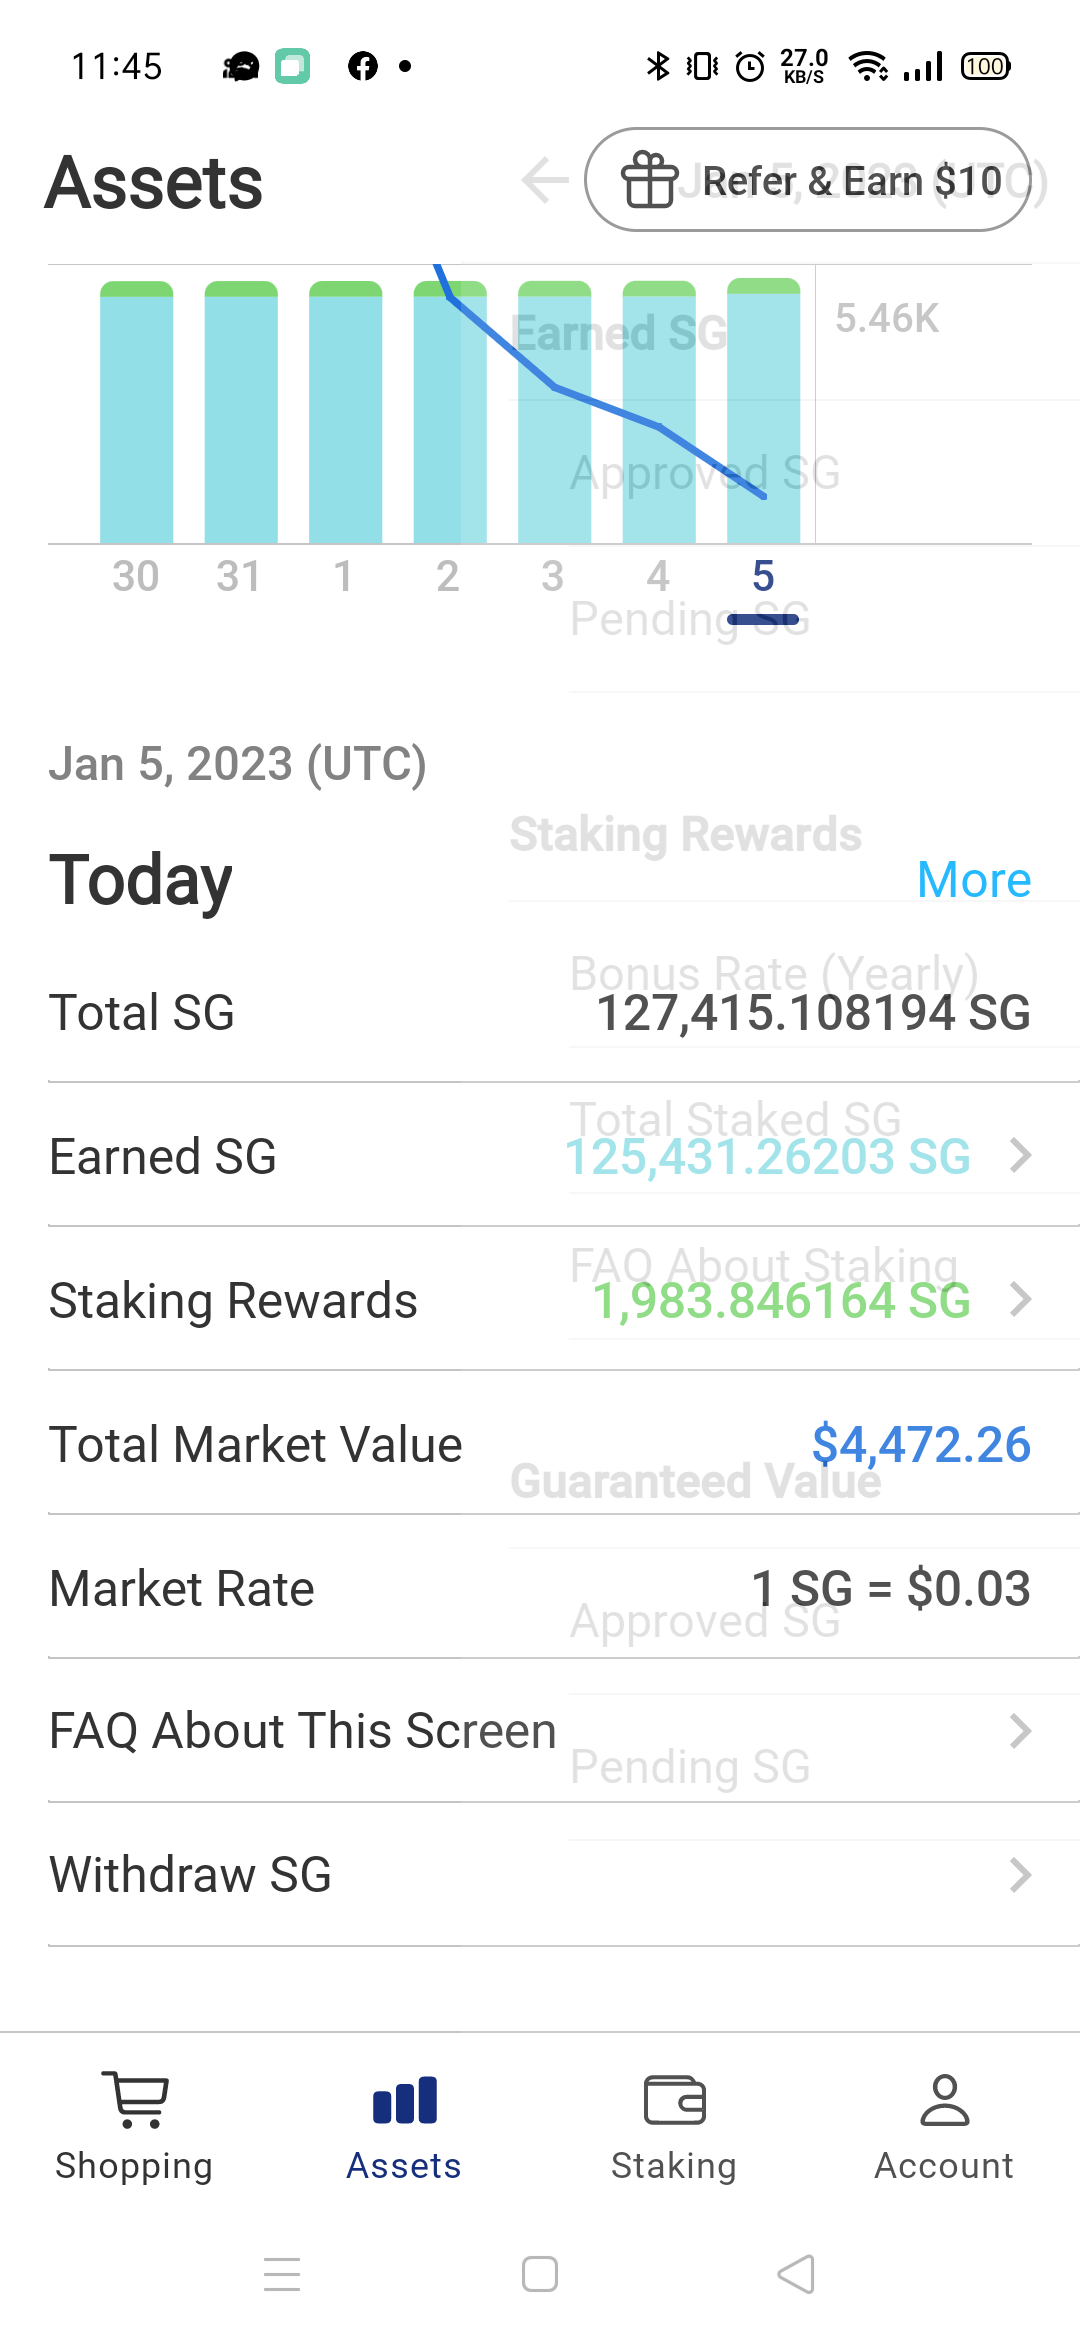 11:45 27.0 KB/S 100
Assets
Refer & Earn $10
Jan 5, 2023 (UTC)
5.46K
Earned SG
Approved SG
30 31 1 2 3 4 5
Pending SG
Jan 5, 2023 (UTC)
Staking Rewards
Today More
Bonus Rate (Yearly)
Total SG 127,415.108194 SG
Total Staked SG
Earned SG 125,431.26203 SG
FAQ About Staking
Staking Rewards 1,983.846164 SG
Total Market Value $4,472.26
Guaranteed Value
Market Rate 1 SG = $0.03
Approved SG
FAQ About This Screen
Pending SG
Withdraw SG
Shopping Assets Staking Account